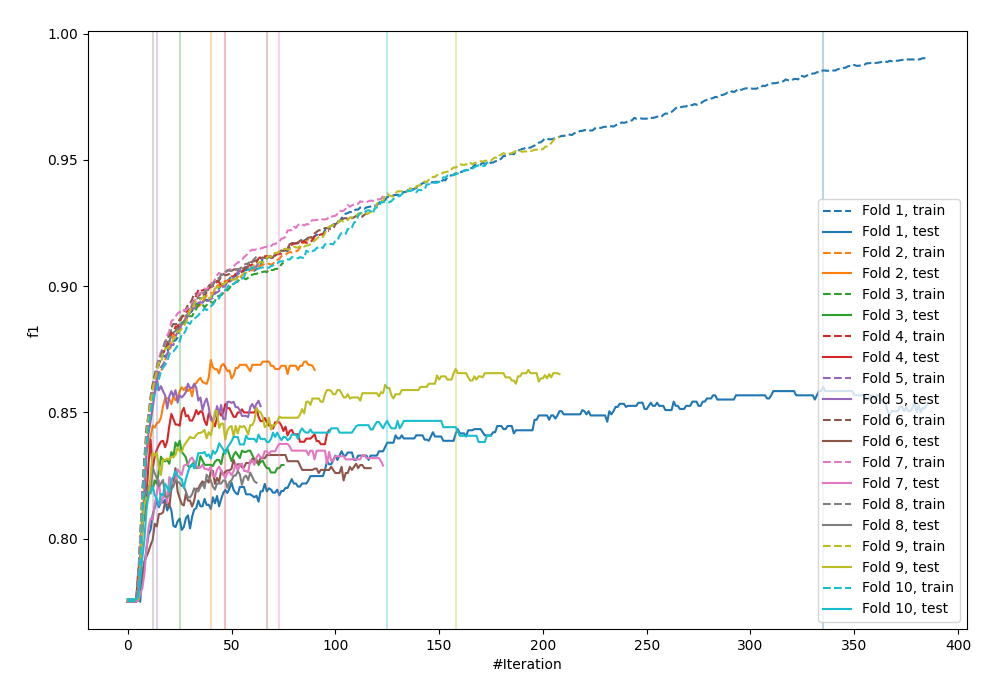 1.00
0.95
0.90
0.85
0.80
f1
0 50 100 150 200 250 300 350 400
#Iteration
Fold 1, train
Fold 1, test
Fold 2, train
Fold 2, test
Fold 3, train
Fold 3, test
Fold 4, train
Fold 4, test
Fold 5, train
Fold 5, test
Fold 6, train
Fold 6, test
Fold 7, train
Fold 7, test
Fold 8, train
Fold 8, test
Fold 9, train
Fold 9, test
Fold 10, train
Fold 10, test